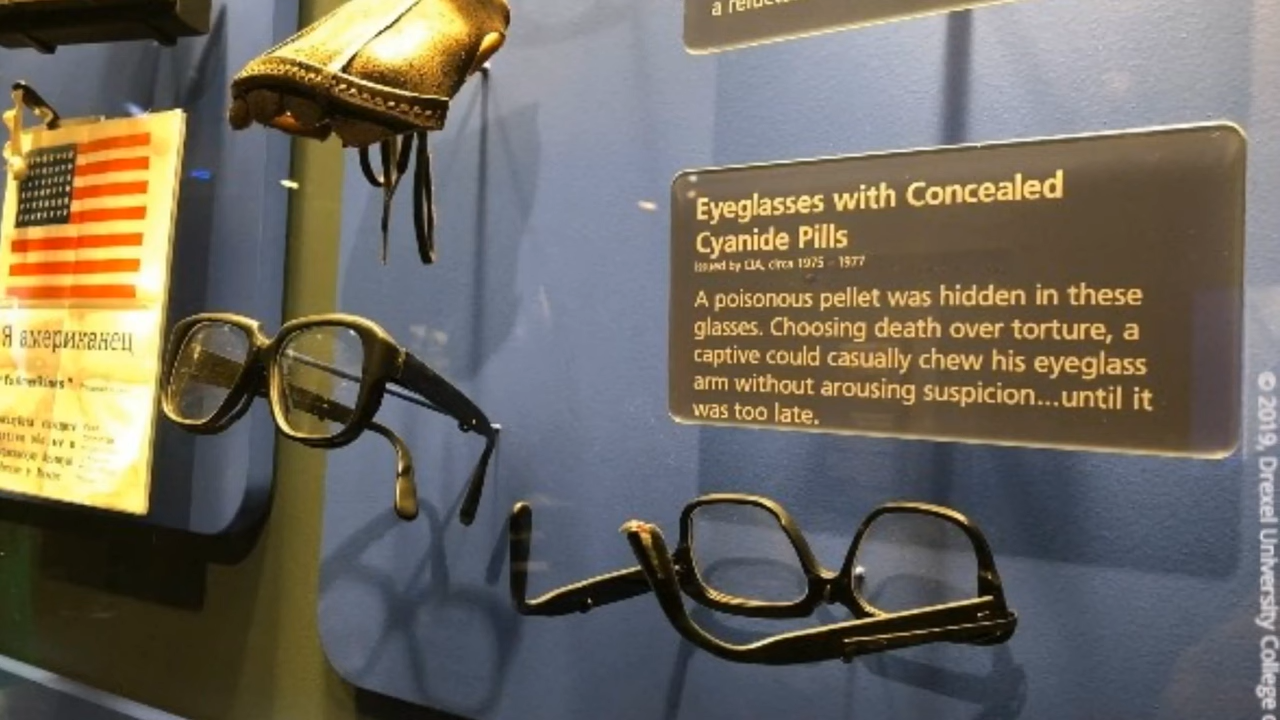 a reluct
Eyeglasses with Concealed
Cyanide Pills
Issued by CIA, circa 1975 - 1977
A poisonous pellet was hidden in these
glasses. Choosing death over torture, a
captive could casually chew his eyeglass
arm without arousing suspicion...until it
was too late.
Я американец
© 2019, Drexel University College